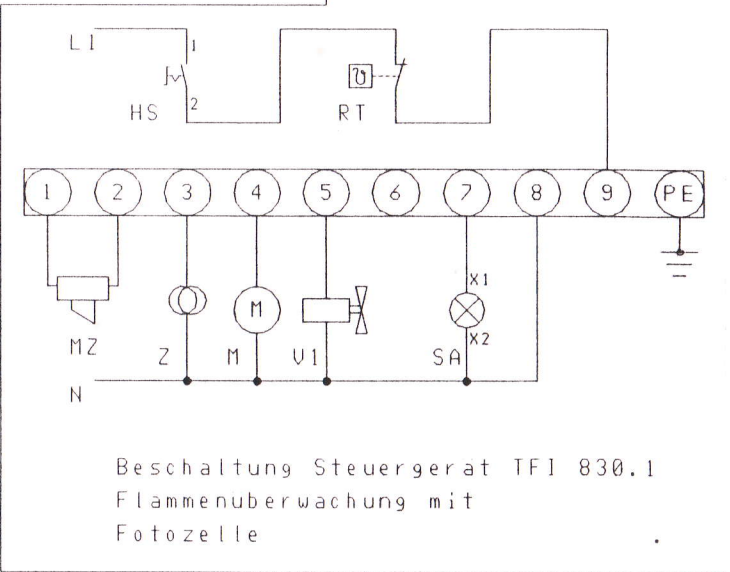 L1
1
2
HS
RT
1 2 3 4 5 6 7 8 9 PE
M
X1
X2
MZ Z M V1 SA
N
Beschaltung Steuergerat TFI 830.1
Flammenuberwachung mit
Fotozelle